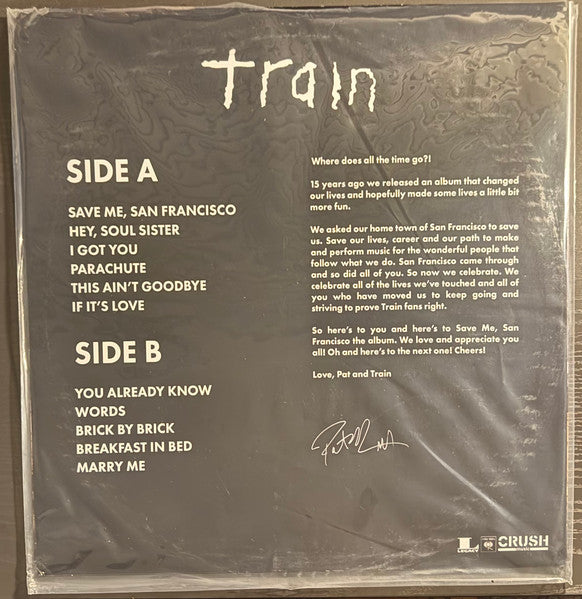 train
SIDE A
SAVE ME, SAN FRANCISCO
HEY, SOUL SISTER
I GOT YOU
PARACHUTE
THIS AIN'T GOODBYE
IF IT'S LOVE
SIDE B
YOU ALREADY KNOW
WORDS
BRICK BY BRICK
BREAKFAST IN BED
MARRY ME
Where does all the time go?!
15 years ago we released an album that changed
our lives and hopefully made some lives a little bit
more fun.
We asked our home town of San Francisco to save
us. Save our lives, career and our path to make
and perform music for the wonderful people that
follow what we do. San Francisco came through
and so did all of you. So now we celebrate. We
celebrate all of the lives we've touched and all of
you who have moved us to keep going and
striving to prove Train fans right.
So here's to you and here's to Save Me, San
Francisco the album. We love and appreciate you
all! Oh and here's to the next one! Cheers!
Love, Pat and Train
LEGACY
CRUSH
music